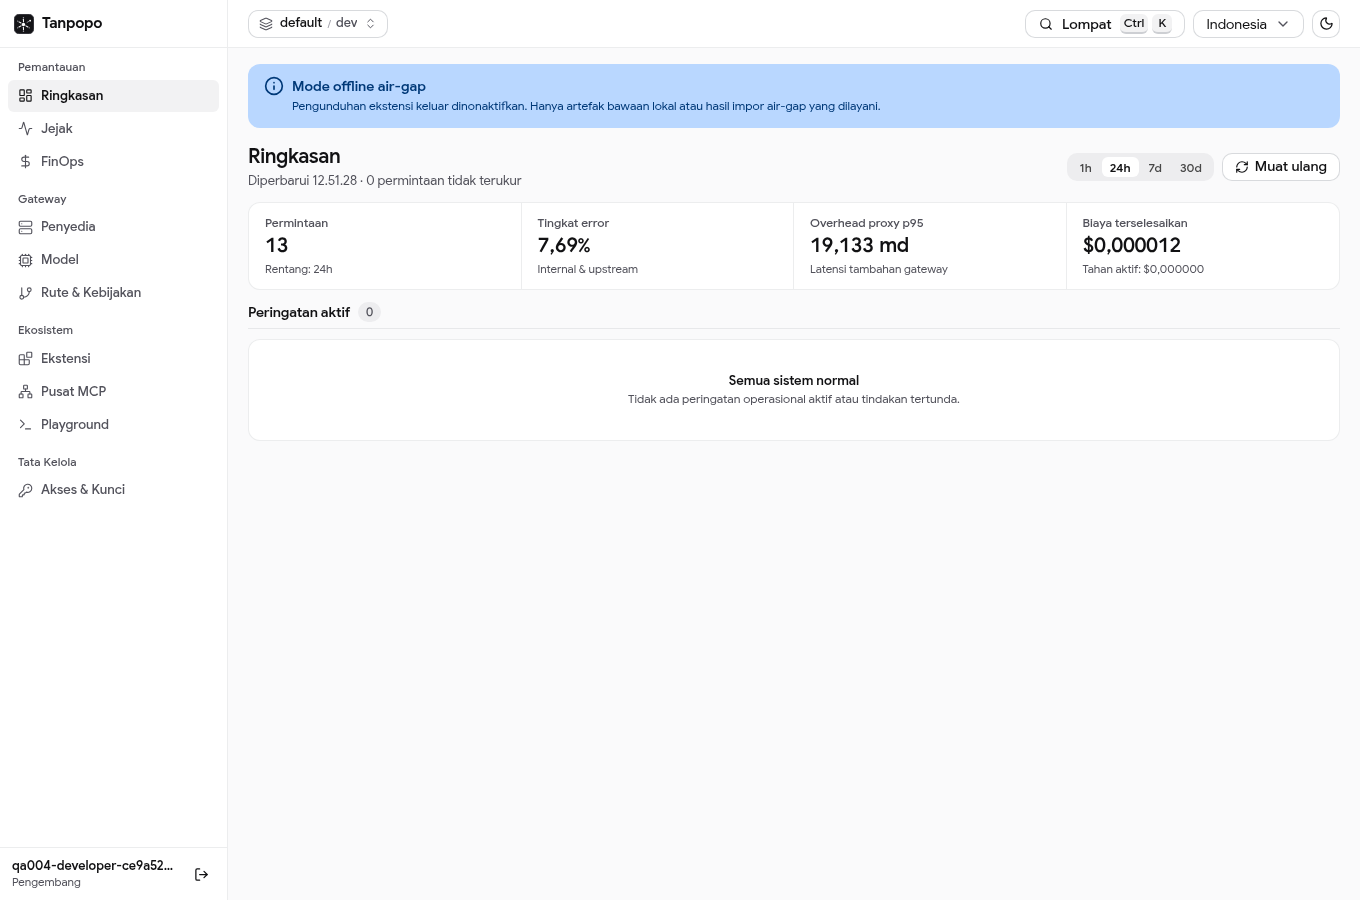 Tanpopo
default / dev
Lompat Ctrl K
Indonesia
Pemantauan
Ringkasan
Jejak
FinOps
Gateway
Penyedia
Model
Rute & Kebijakan
Ekosistem
Ekstensi
Pusat MCP
Playground
Tata Kelola
Akses & Kunci
qa004-developer-ce9a52...
Pengembang
Mode offline air-gap
Pengunduhan ekstensi keluar dinonaktifkan. Hanya artefak bawaan lokal atau hasil impor air-gap yang dilayani.
Ringkasan
Diperbarui 12.51.28 · 0 permintaan tidak terukur
1h 24h 7d 30d
Muat ulang
Permintaan
13
Rentang: 24h
Tingkat error
7,69%
Internal & upstream
Overhead proxy p95
19,133 md
Latensi tambahan gateway
Biaya terselesaikan
$0,000012
Tahan aktif: $0,000000
Peringatan aktif 0
Semua sistem normal
Tidak ada peringatan operasional aktif atau tindakan tertunda.